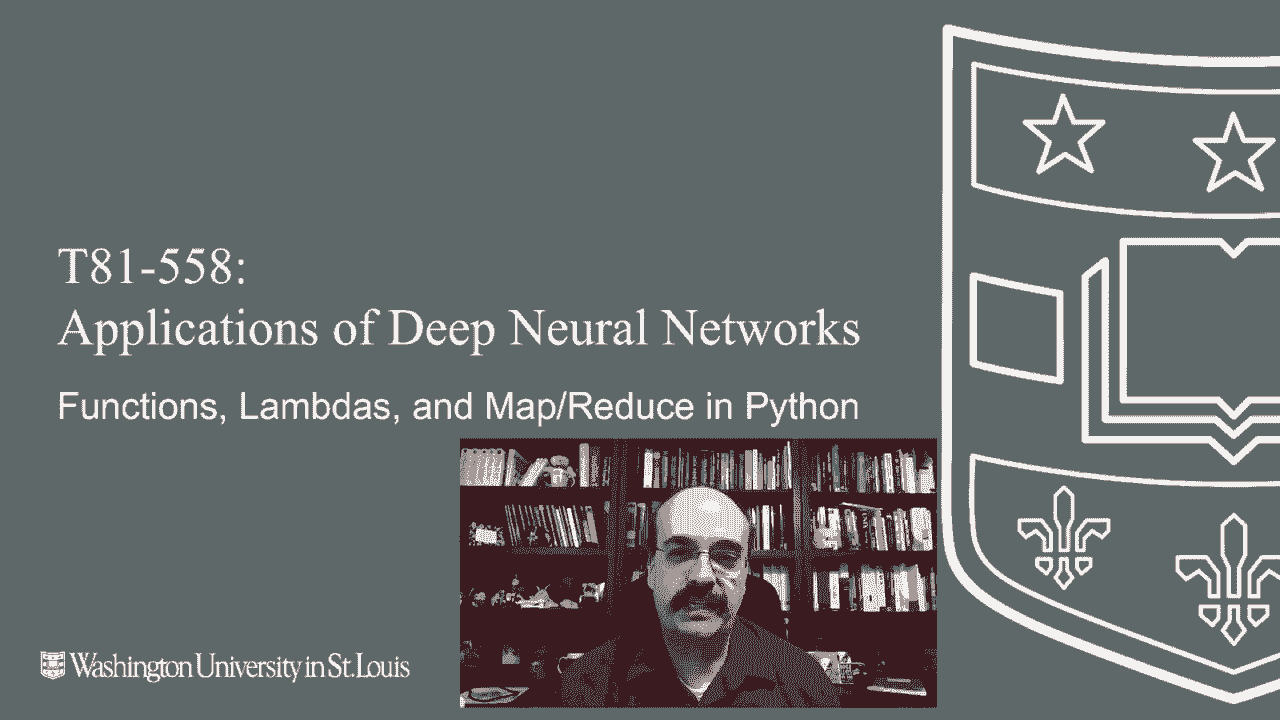 T81-558:
Applications of Deep Neural Networks
Functions, Lambdas, and Map/Reduce in Python
Washington University in St. Louis